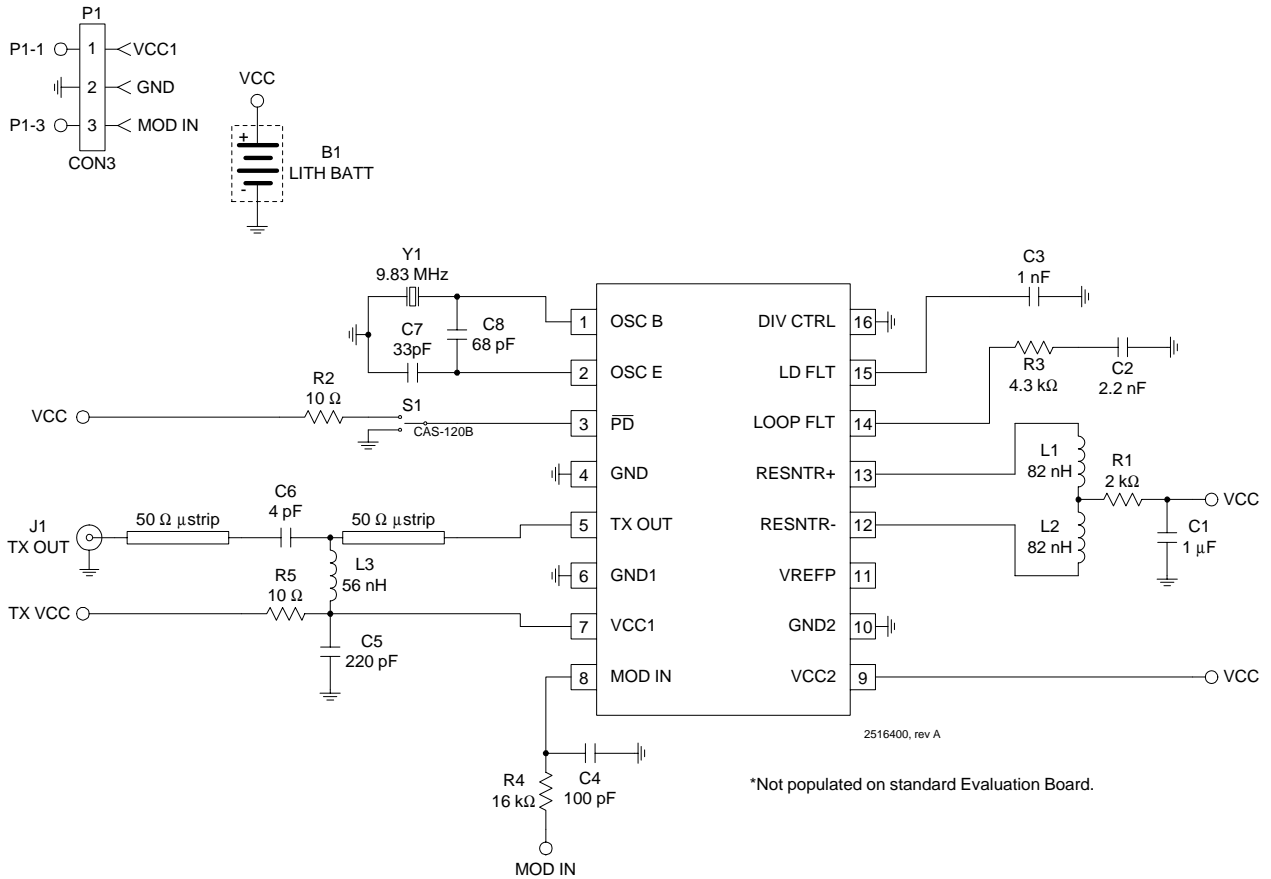 P1
P1-1
1
VCC1
2
GND
P1-3
3
MOD IN
CON3
VCC
+
-
B1
LITH BATT
Y1
9.83 MHz
C7
33pF
C8
68 pF
R2
10 Ω
S1
CAS-120B
VCC
J1
TX OUT
50 Ω μstrip
C6
4 pF
50 Ω μstrip
L3
56 nH
R5
10 Ω
TX VCC
C5
220 pF
1 OSC B
2 OSC E
3 PD
4 GND
5 TX OUT
6 GND1
7 VCC1
8 MOD IN
DIV CTRL 16
LD FLT 15
LOOP FLT 14
RESNTR+ 13
RESNTR- 12
VREFP 11
GND2 10
VCC2 9
C3
1 nF
R3
4.3 kΩ
C2
2.2 nF
L1
82 nH
R1
2 kΩ
VCC
L2
82 nH
C1
1 μF
VCC
2516400, rev A
R4
16 kΩ
C4
100 pF
MOD IN
*Not populated on standard Evaluation Board.